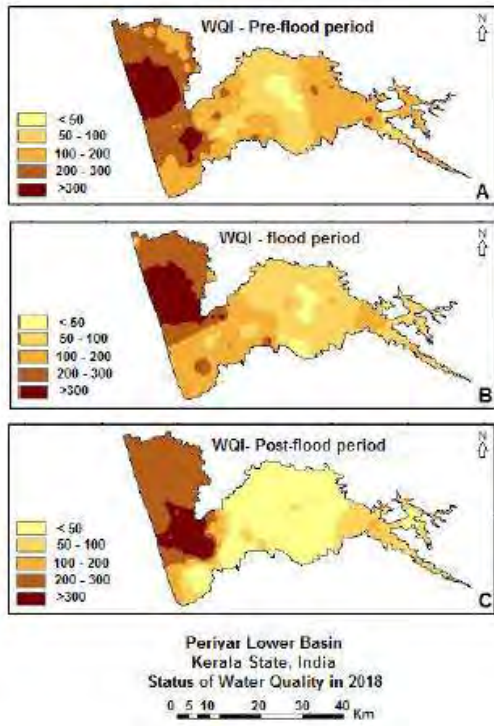 WQI - Pre-flood period
N
< 50
50 - 100
100 - 200
200 - 300
>300
A
WQI - flood period
N
< 50
50 - 100
100 - 200
200 - 300
>300
B
WQI- Post-flood period
N
< 50
50 - 100
100 - 200
200 - 300
>300
C
Periyar Lower Basin
Kerala State, India
Status of Water Quality in 2018
0 5 10 20 30 40 Km